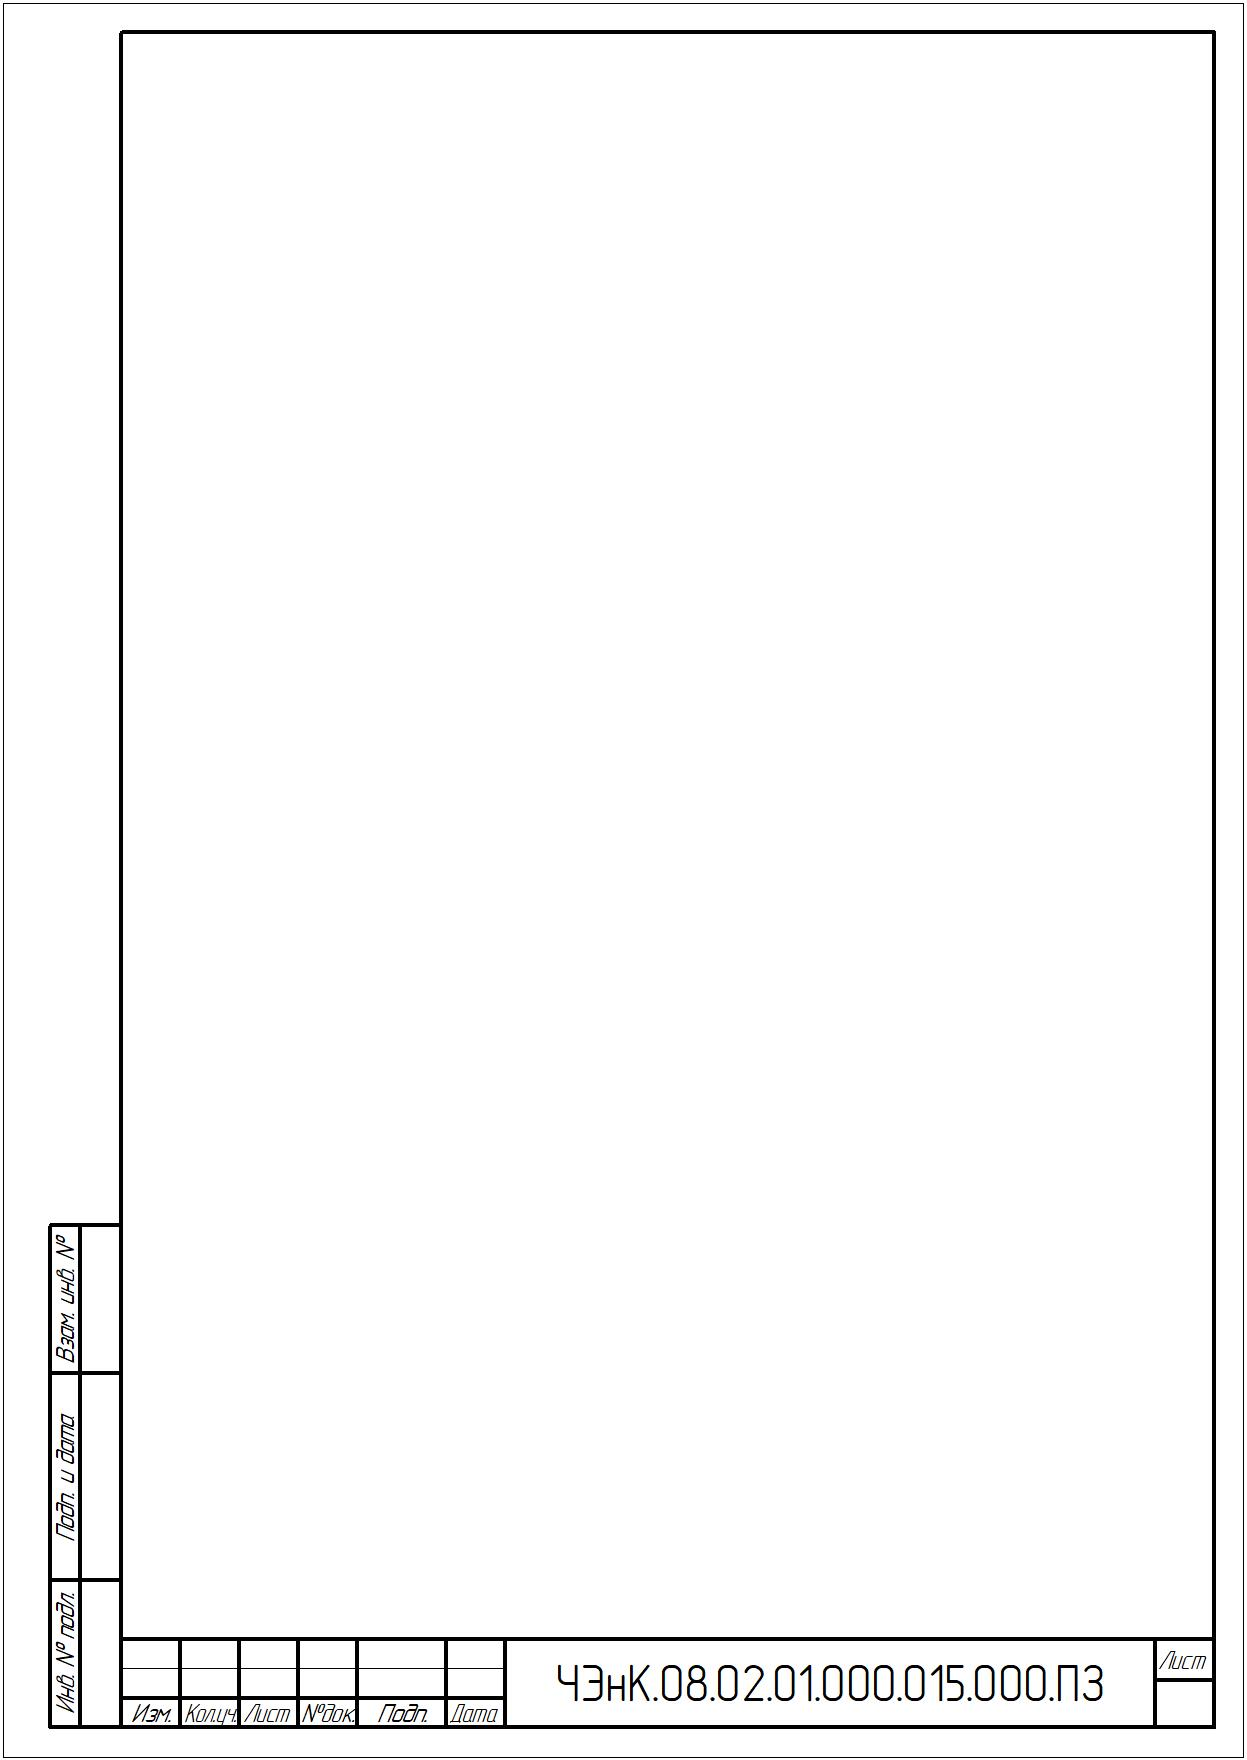 Взам. инв. №
Подп. и дата
Инв. № подл.
Изм. Кол.уч. Лист №док. Подп. Дата
ЧЭнК.08.02.01.000.015.000.ПЗ
Лист